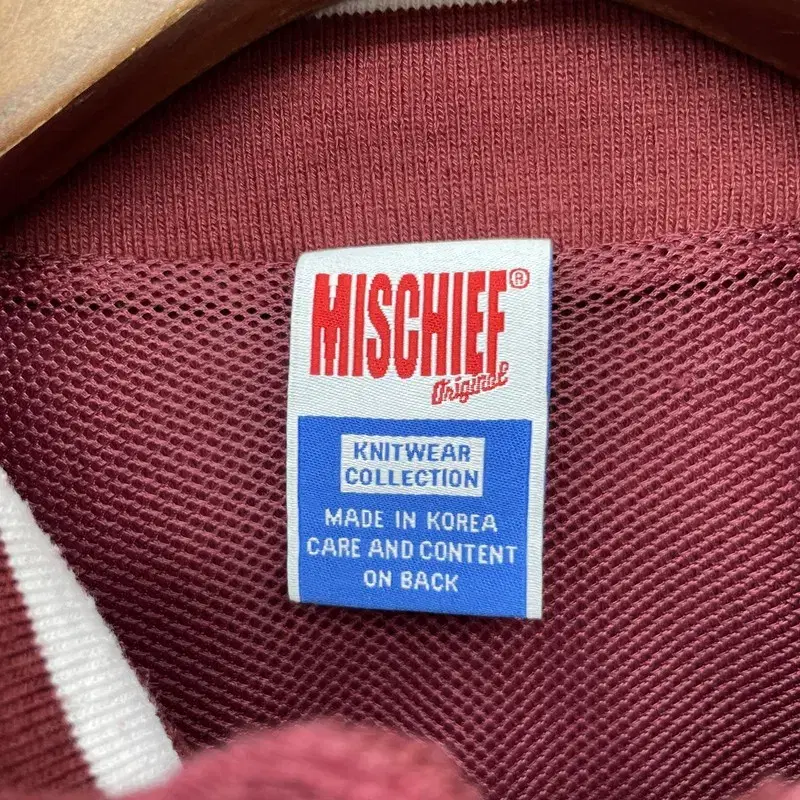 MISCHIEF®
Original
KNITWEAR
COLLECTION
MADE IN KOREA
CARE AND CONTENT
ON BACK